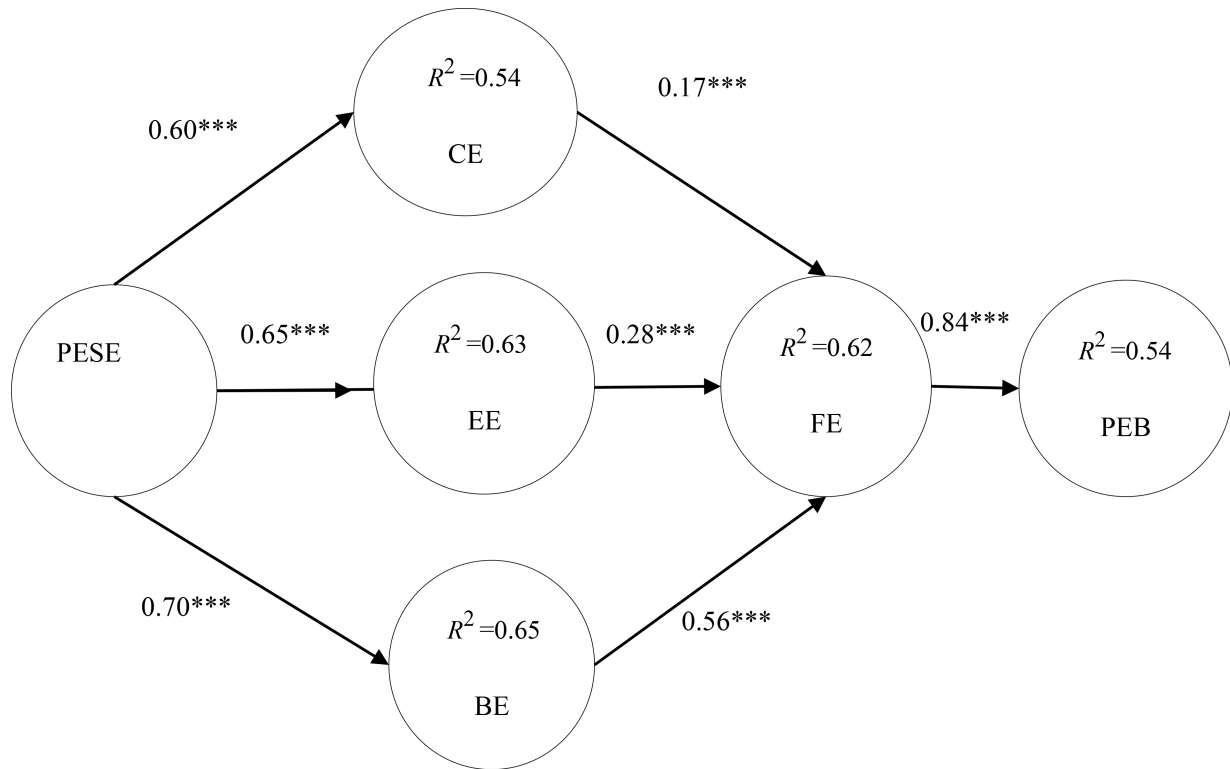 R² =0.54
CE
0.60***
0.17***
PESE
0.65***
R² =0.63
EE
0.28***
R² =0.62
FE
0.84***
R² =0.54
PEB
0.70***
R² =0.65
BE
0.56***